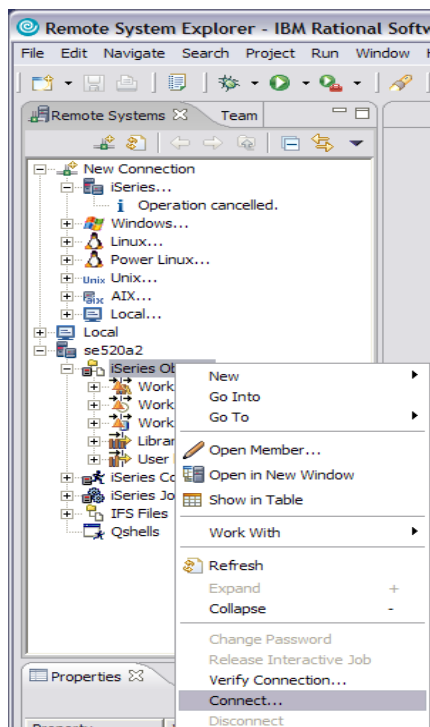 Remote System Explorer - IBM Rational Softw
File Edit Navigate Search Project Run Window
Remote Systems Team
New Connection
iSeries...
Operation cancelled.
Windows...
Linux...
Power Linux...
Unix Unix...
aix AIX...
Local...
Local
se520a2
iSeries Ob
Work
Work
Work
Librar
User
iSeries Co
iSeries Jo
IFS Files
Qshells
New
Go Into
Go To
Open Member...
Open in New Window
Show in Table
Work With
Refresh
Expand +
Collapse -
Change Password
Release Interactive Job
Verify Connection...
Connect...
Disconnect
Properties